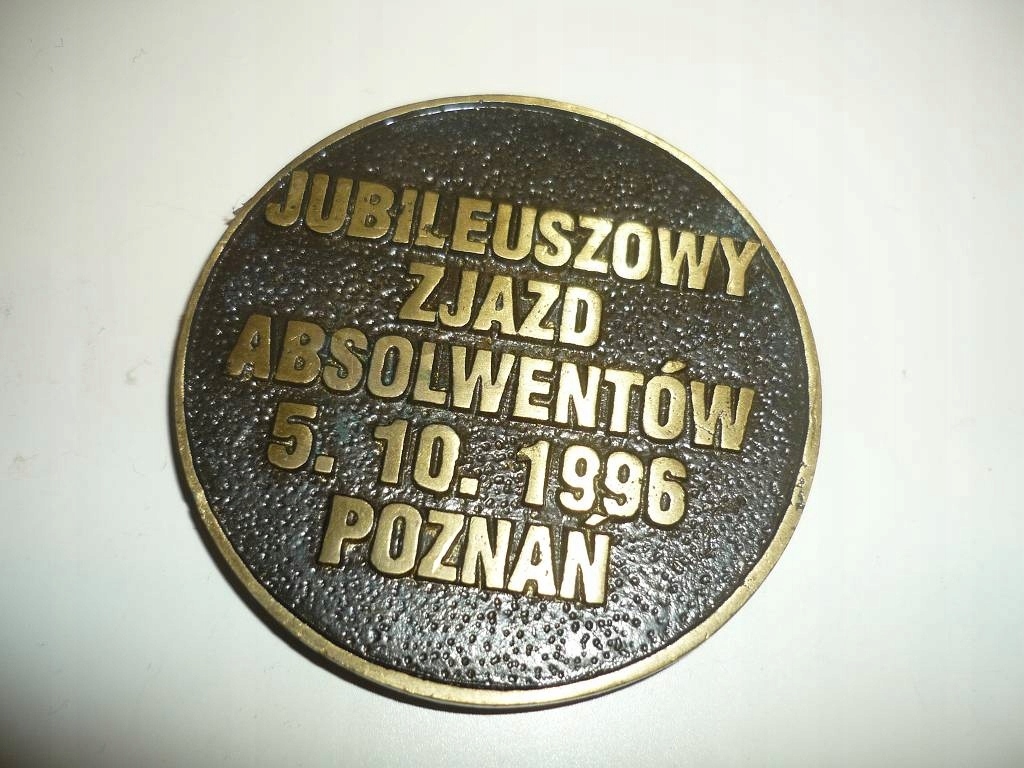 JUBILEUSZOWY
ZJAZD
ABSOLWENTÓW
5. 10. 1996
POZNAŃ